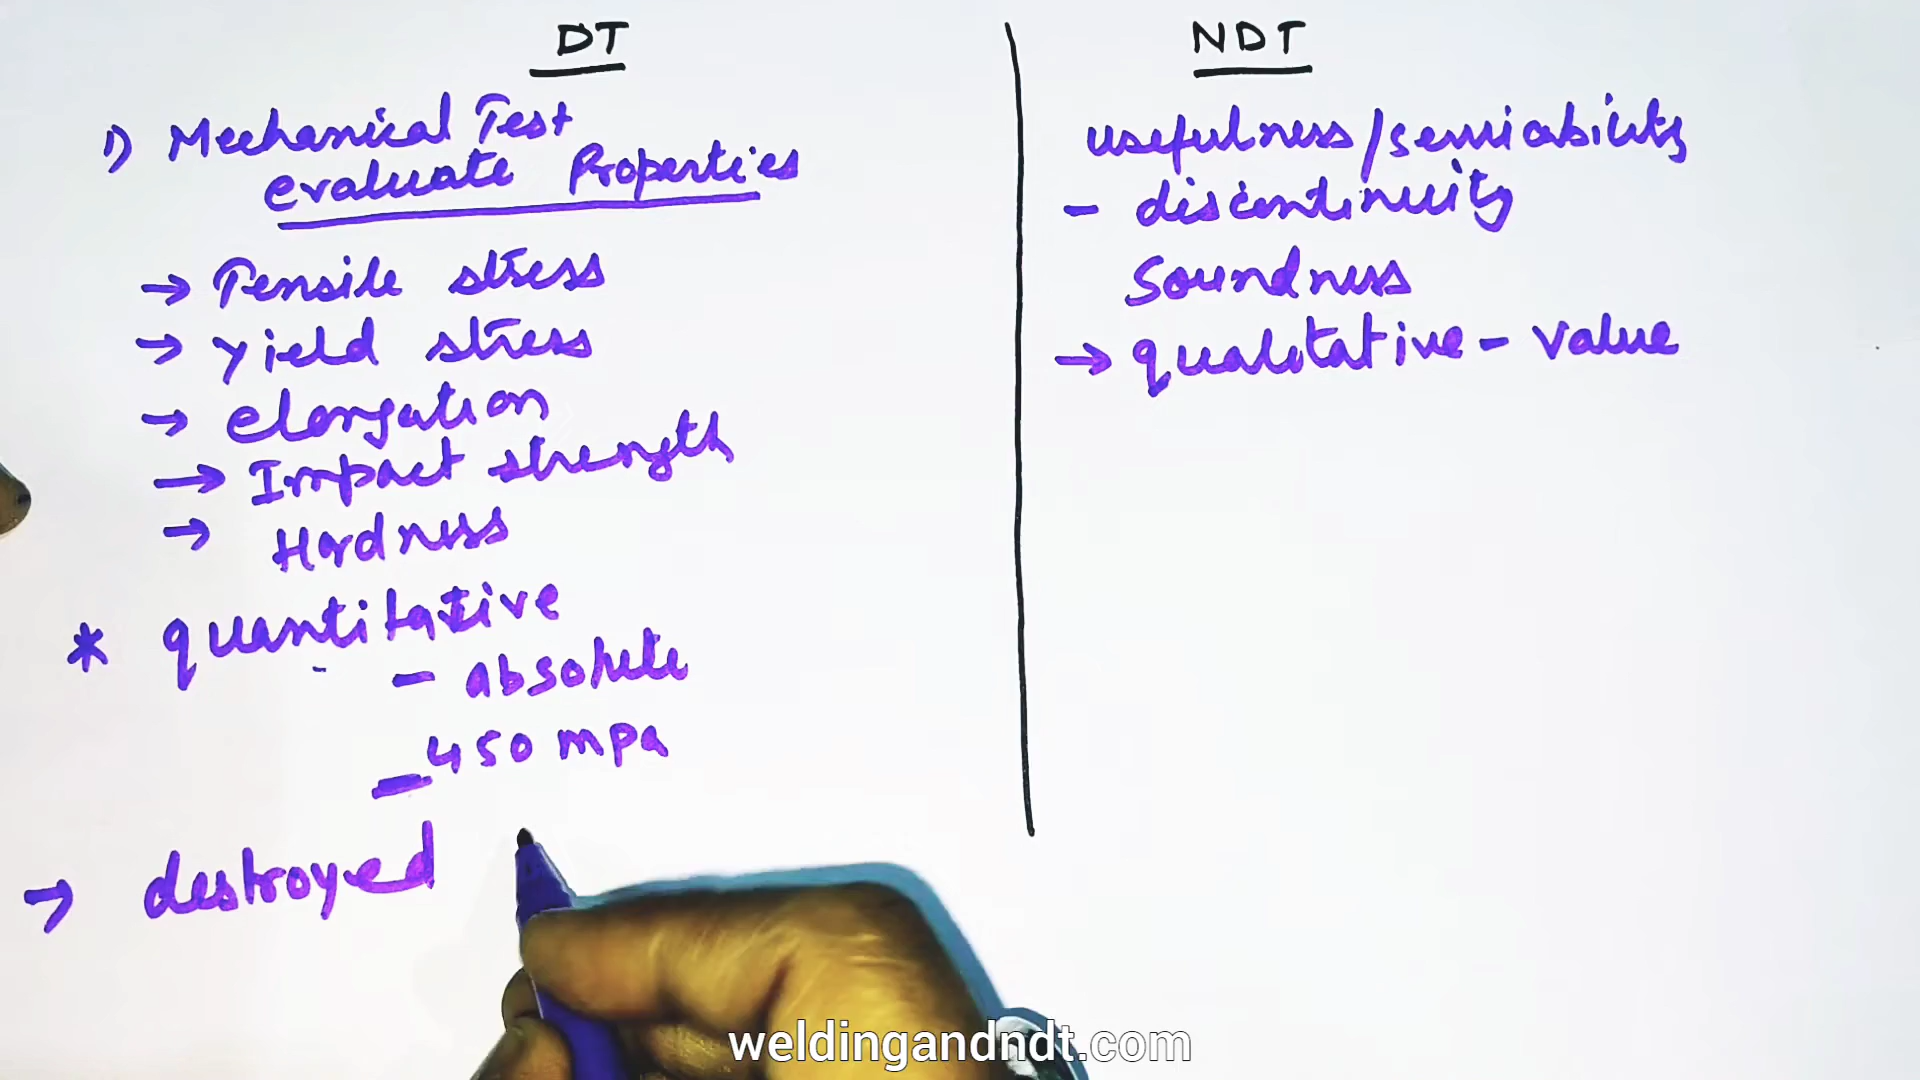 DT
1) Mechanical Test
evaluate Properties
→ Tensile stress
→ yield stress
→ elongation
→ Impact strength
→ Hardness
* quantitative
- absolute
- 450 mpa
→ destroyed
NDT
usefulness/serviability
- discontinuity
Soundness
→ qualitative - value
weldingandndt.com